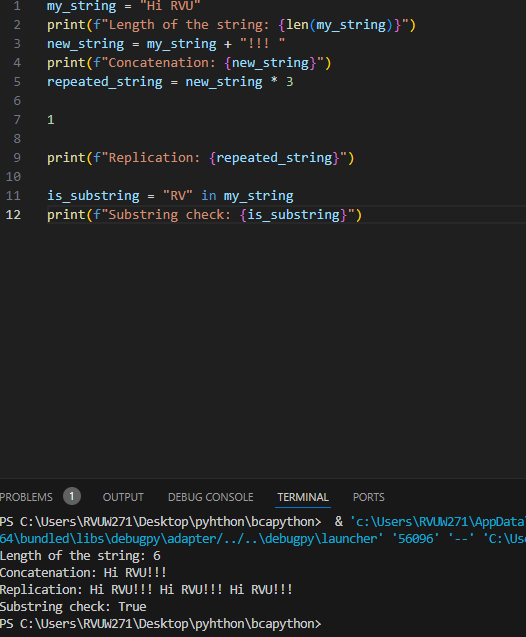 1 my_string = "Hi RVU"
2 print(f"Length of the string: {len(my_string)}")
3 new_string = my_string + "!!! "
4 print(f"Concatenation: {new_string}")
5 repeated_string = new_string * 3
6
7 1
8
9 print(f"Replication: {repeated_string}")
10
11 is_substring = "RV" in my_string
12 print(f"Substring check: {is_substring}")
PROBLEMS 1 OUTPUT DEBUG CONSOLE TERMINAL PORTS
PS C:\Users\RVUW271\Desktop\pyhthon\bcapython> & 'c:\Users\RVUW271\AppData\
64\bundled\libs\debugpy\adapter/../..\debugpy\launcher' '56096' '--' 'C:\Use
Length of the string: 6
Concatenation: Hi RVU!!!
Replication: Hi RVU!!! Hi RVU!!! Hi RVU!!!
Substring check: True
PS C:\Users\RVUW271\Desktop\pyhthon\bcapython>